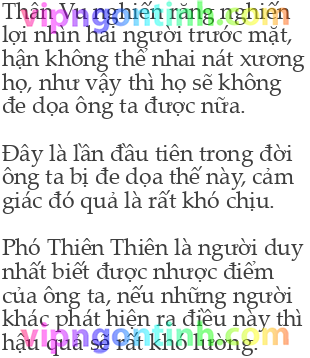 Thân Vu nghiến răng nghiến
lợi nhìn hai người trước mặt,
hận không thể nhai nát xương
họ, như vậy thì họ sẽ không
đe dọa ông ta được nữa.
Đây là lần đầu tiên trong đời
ông ta bị đe dọa thế này, cảm
giác đó quả là rất khó chịu.
Phó Thiên Thiên là người duy
nhất biết được nhược điểm
của ông ta, nếu những người
khác phát hiện ra điều này thì
hậu quả sẽ rất khó lường.
vipngontinh.com
vipngontinh.com